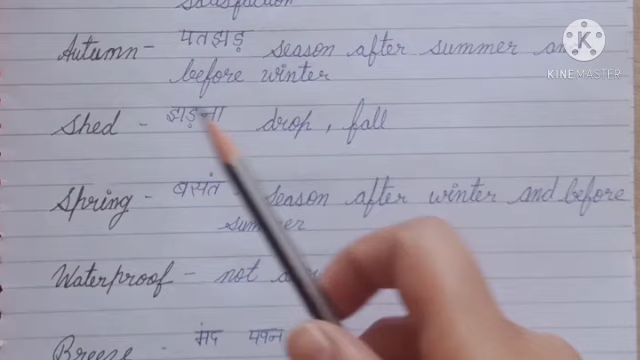 satisfaction
Autumn - पतझड़ season after summer and
before winter
KINEMASTER
Shed - झड़ना drop, fall
Spring - बसंत - season after winter and before
summer
Waterproof - not
Breeze मंद पवन